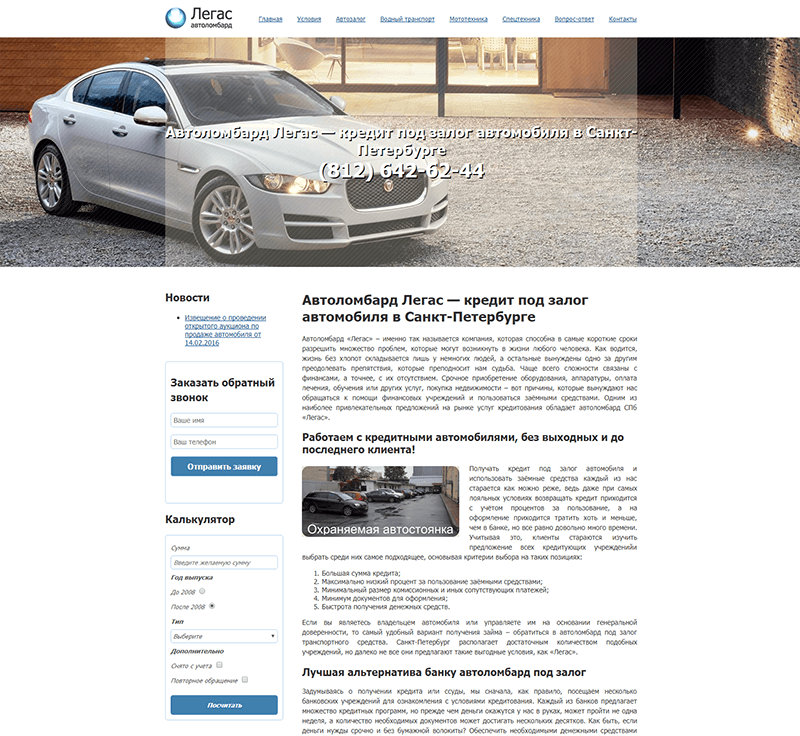 Легас
автоломбард
Главная Условия Автозалог Водный транспорт Мототехника Спецтехника Вопрос-ответ Контакты
Автоломбард Легас — кредит под залог автомобиля в Санкт-
Петербурге
(812) 642-62-44
Новости
Извещение о проведении
открытого аукциона по
продаже автомобиля от
14.02.2016
Заказать обратный
звонок
Ваше имя
Ваш телефон
Отправить заявку
Калькулятор
Сумма
Введите желаемую сумму
Год выпуска
До 2008
После 2008
Тип
Выберите
Дополнительно
Снято с учета
Повторное обращение
Посчитать
Автоломбард Легас — кредит под залог
автомобиля в Санкт-Петербурге
Автоломбард «Легас» – именно так называется компания, которая способна в самые короткие сроки
разрешить множество проблем, которые могут возникнуть в жизни любого человека. Как водится,
жизнь без хлопот складывается лишь у немногих людей, а остальные вынуждены одно за другим
преодолевать препятствия, которые преподносит нам судьба. Чаще всего сложности связаны с
финансами, а точнее, с их отсутствием. Срочное приобретение оборудования, аппаратуры, оплата
лечения, обучения или других услуг, покупка недвижимости – вот причины, которые вынуждают нас
обращаться к помощи финансовых учреждений и пользоваться заёмными средствами. Одним из
наиболее привлекательных предложений на рынке услуг кредитования обладает автоломбард СПб
«Легас».
Работаем с кредитными автомобилями, без выходных и до
последнего клиента!
Охраняемая автостоянка
Получать кредит под залог автомобиля и
использовать заёмные средства каждый из нас
старается как можно реже, ведь даже при самых
лояльных условиях возвращать кредит приходится
с учётом процентов за пользование, а на
оформление приходится тратить хоть и меньше,
чем в банке, но все равно довольно много времени.
Учитывая это, клиенты стараются изучить
предложение всех кредитующих учреждений
выбрать среди них самое подходящее, основывая критерии выбора на таких позициях:
1. Большая сумма кредита;
2. Максимально низкий процент за пользование заёмными средствами;
3. Минимальный размер комиссионных и иных сопутствующих платежей;
4. Минимум документов для оформления;
5. Быстрота получения денежных средств.
Если вы являетесь владельцем автомобиля или управляете им на основании генеральной
доверенности, то самый удобный вариант получения займа – обратиться в автоломбард под залог
транспортного средства. Санкт-Петербург располагает достаточным количеством подобных
учреждений, но далеко не все они предлагают такие выгодные условия, как «Легас».
Лучшая альтернатива банку автоломбард под залог
Задумываясь о получении кредита или ссуды, мы сначала, как правило, посещаем несколько
банковских учреждений для ознакомления с условиями кредитования. Каждый из банков предлагает
множество кредитных программ, но прежде чем деньги окажутся у нас в руках, может пройти не одна
неделя, а количество необходимых документов может достигать нескольких десятков. Как быть, если
деньги нужны срочно и без бумажной волокиты? Обеспечить необходимыми денежными средствами